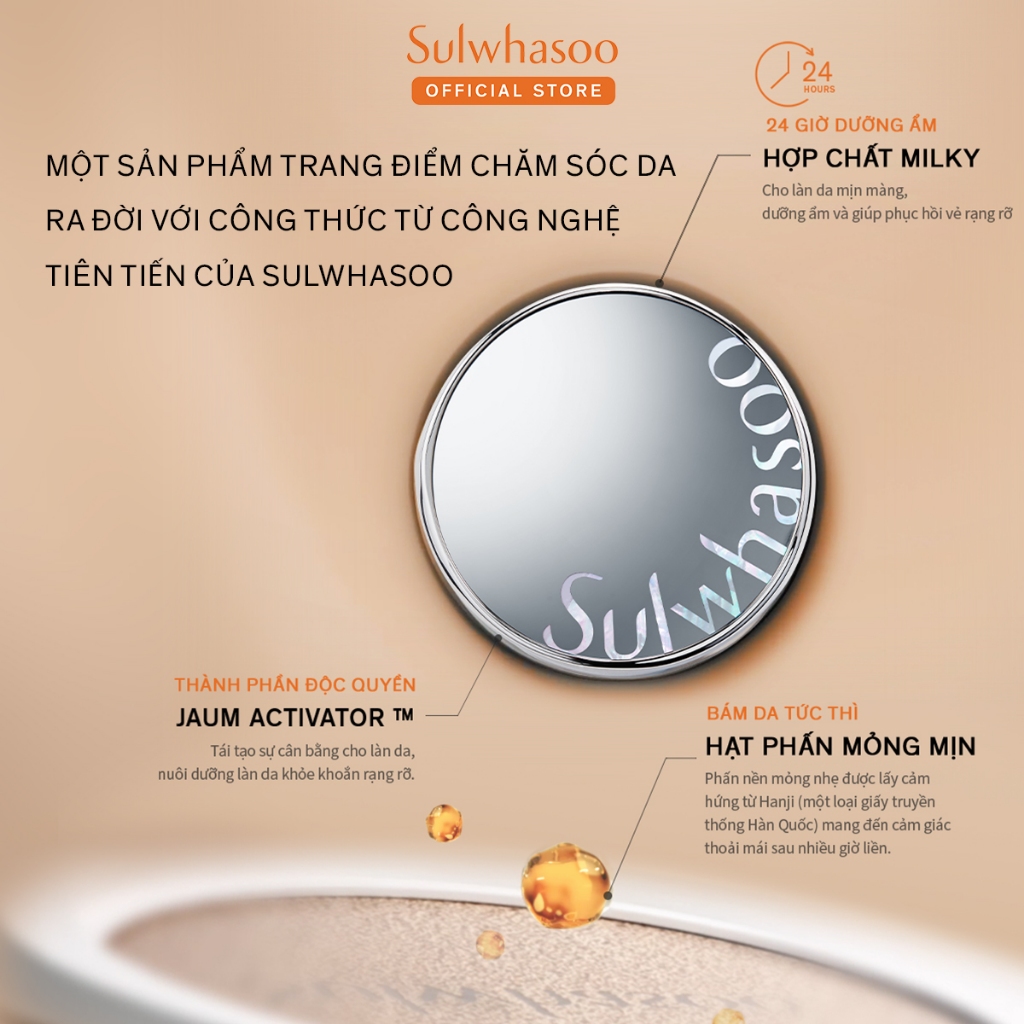 Sulwhasoo
OFFICIAL STORE
MỘT SẢN PHẨM TRANG ĐIỂM CHĂM SÓC DA
RA ĐỜI VỚI CÔNG THỨC TỪ CÔNG NGHỆ
TIÊN TIẾN CỦA SULWHASOO
24
HOURS
24 GIỜ DƯỠNG ẨM
HỢP CHẤT MILKY
Cho làn da mịn màng,
dưỡng ẩm và giúp phục hồi vẻ rạng rỡ
Sulwhasoo
THÀNH PHẦN ĐỘC QUYỀN
JAUM ACTIVATOR ™
Tái tạo sự cân bằng cho làn da,
nuôi dưỡng làn da khỏe khoắn rạng rỡ.
BÁM DA TỨC THÌ
HẠT PHẤN MỎNG MỊN
Phấn nền mỏng nhẹ được lấy cảm
hứng từ Hanji (một loại giấy truyền
thống Hàn Quốc) mang đến cảm giác
thoải mái sau nhiều giờ liền.